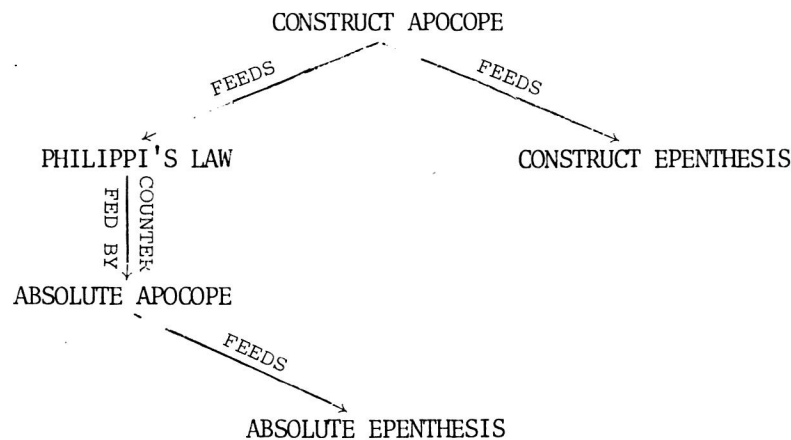 CONSTRUCT APOCOPE
FEEDS
FEEDS
PHILIPPI'S LAW
CONSTRUCT EPENTHESIS
COUNTER
FED BY
ABSOLUTE APOCOPE
FEEDS
ABSOLUTE EPENTHESIS